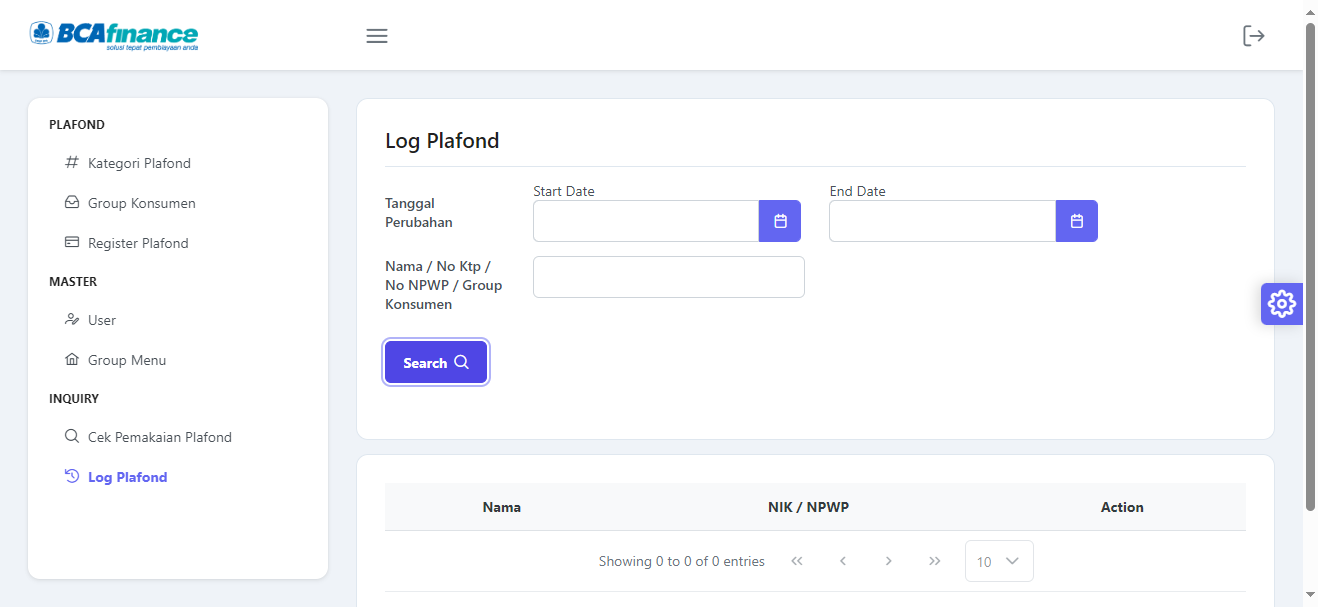 BCAfinance
solusi tepat pembiayaan anda
PLAFOND
Kategori Plafond
Group Konsumen
Register Plafond
MASTER
User
Group Menu
INQUIRY
Cek Pemakaian Plafond
Log Plafond
Log Plafond
Tanggal
Perubahan
Start Date
End Date
Nama / No Ktp /
No NPWP / Group
Konsumen
Search
Nama NIK / NPWP Action
Showing 0 to 0 of 0 entries
10